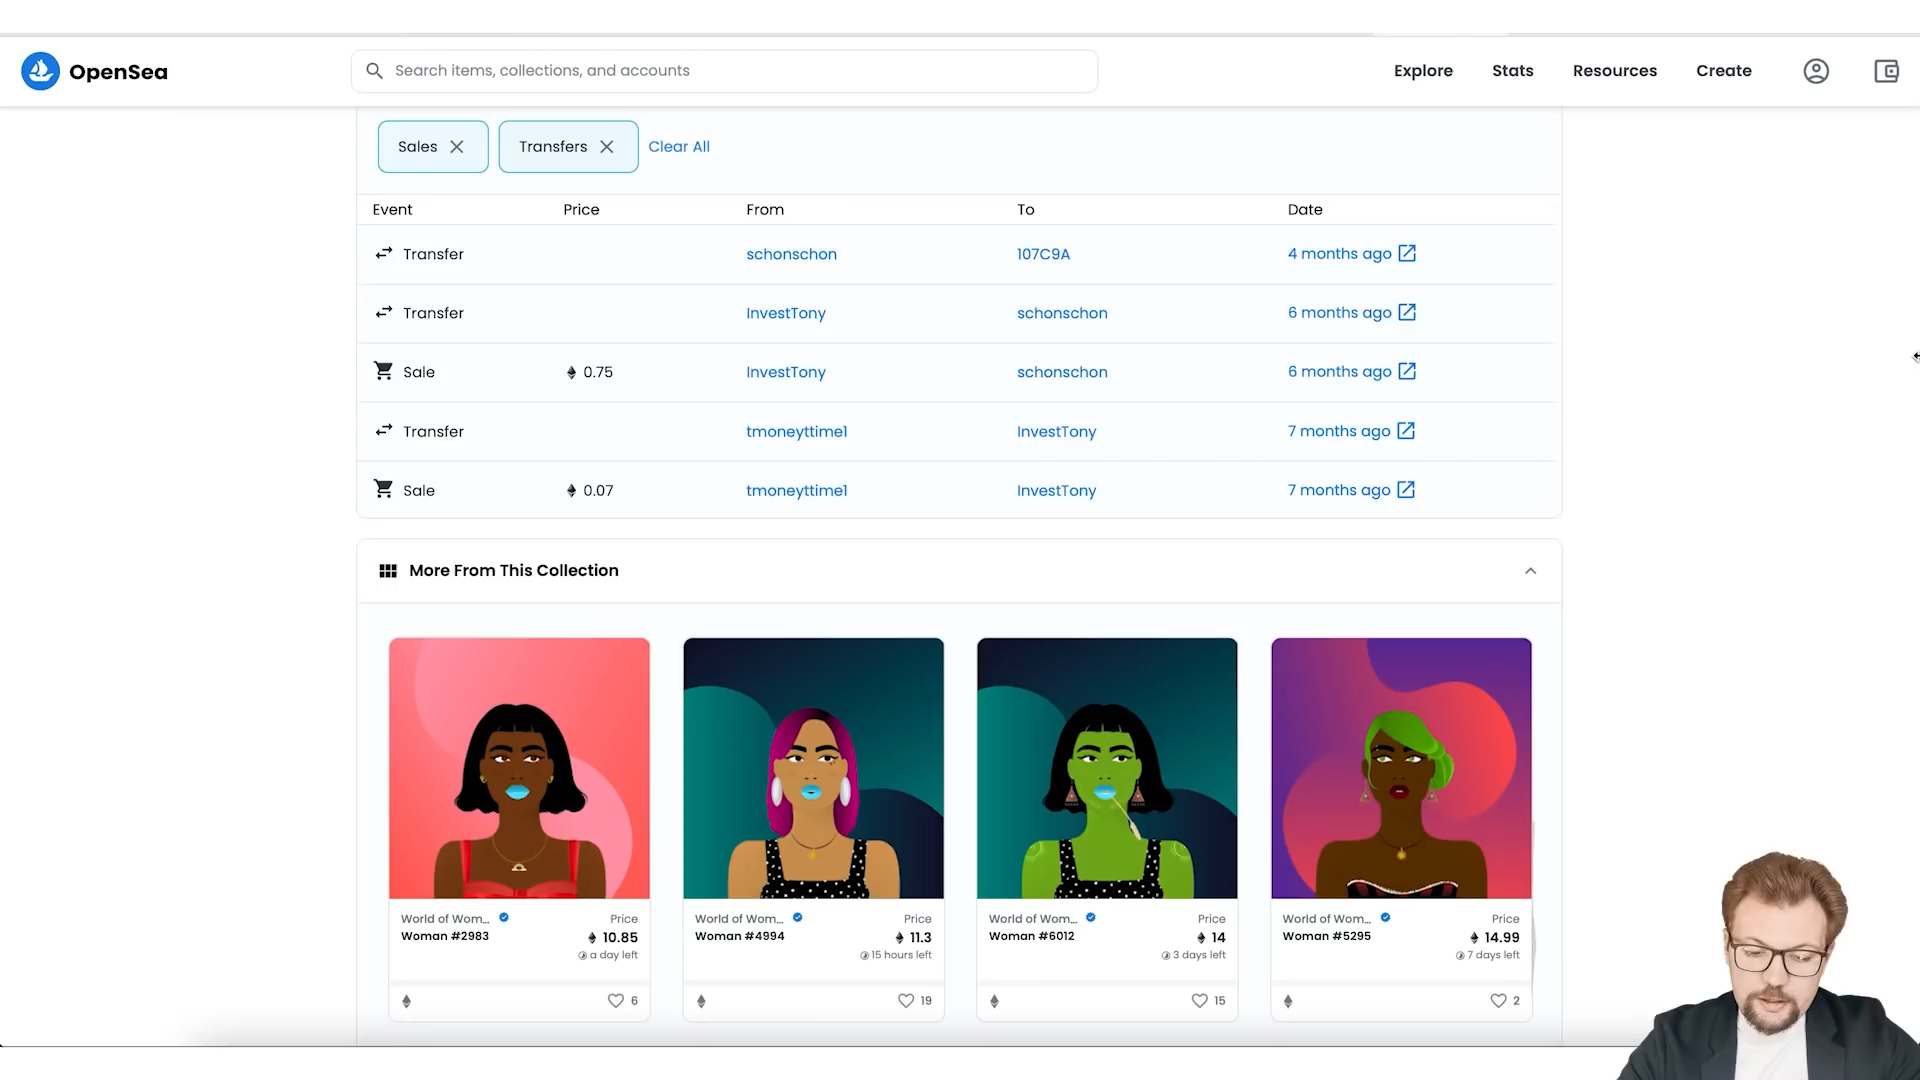 OpenSea
Search items, collections, and accounts
Explore Stats Resources Create
Sales Transfers Clear All
Event Price From To Date
Transfer schonschon 107C9A 4 months ago
Transfer InvestTony schonschon 6 months ago
Sale 0.75 InvestTony schonschon 6 months ago
Transfer tmoneyttime1 InvestTony 7 months ago
Sale 0.07 tmoneyttime1 InvestTony 7 months ago
More From This Collection
World of Wom... Price
Woman #2983 10.85
a day left
6
World of Wom... Price
Woman #4994 11.3
15 hours left
19
World of Wom... Price
Woman #6012 14
3 days left
15
World of Wom... Price
Woman #5295 14.99
7 days left
2